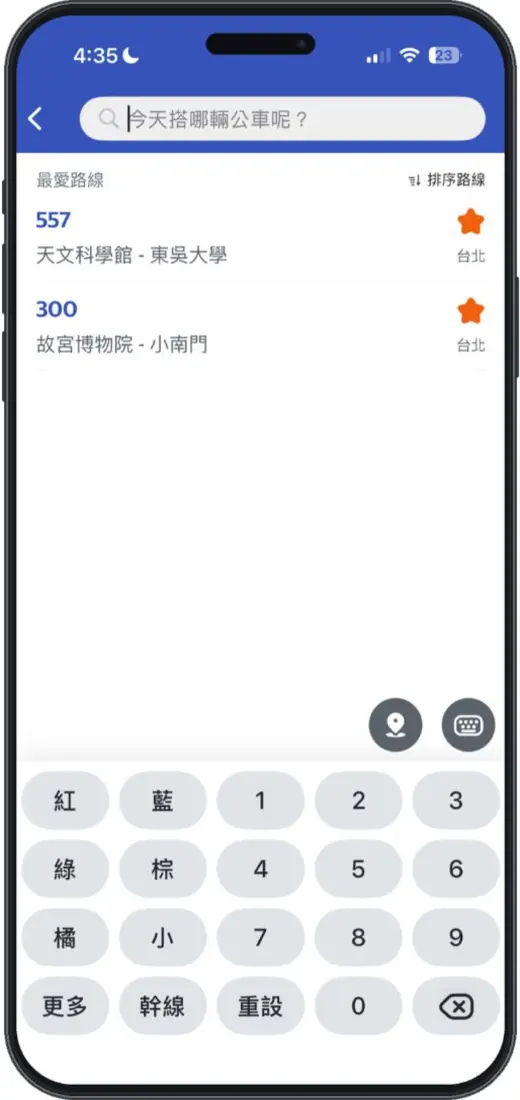 4:35
23
今天搭哪輛公車呢？
最愛路線
排序路線
557
天文科學館 - 東吳大學
台北
300
故宮博物院 - 小南門
台北
紅 藍 1 2 3
綠 棕 4 5 6
橘 小 7 8 9
更多 幹線 重設 0